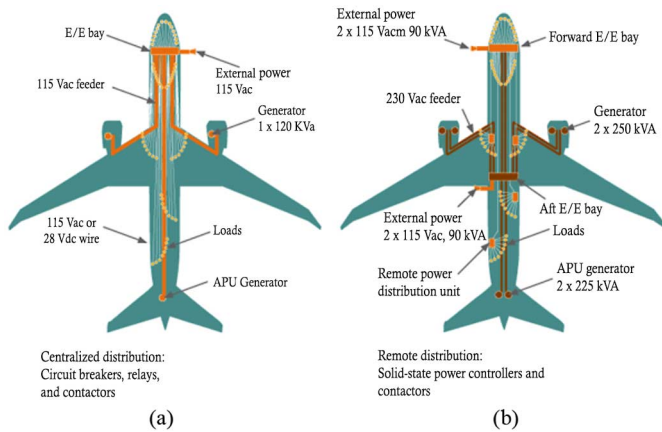 E/E bay
External power
115 Vac
115 Vac feeder
Generator
1 x 120 KVa
115 Vac or
28 Vdc wire
Loads
APU Generator
Centralized distribution:
Circuit breakers, relays,
and contactors
(a)
External power
2 x 115 Vacm 90 kVA
Forward E/E bay
230 Vac feeder
Generator
2 x 250 kVA
Aft E/E bay
External power
2 x 115 Vac, 90 kVA
Loads
Remote power
distribution unit
APU generator
2 x 225 kVA
Remote distribution:
Solid-state power controllers and
contactors
(b)